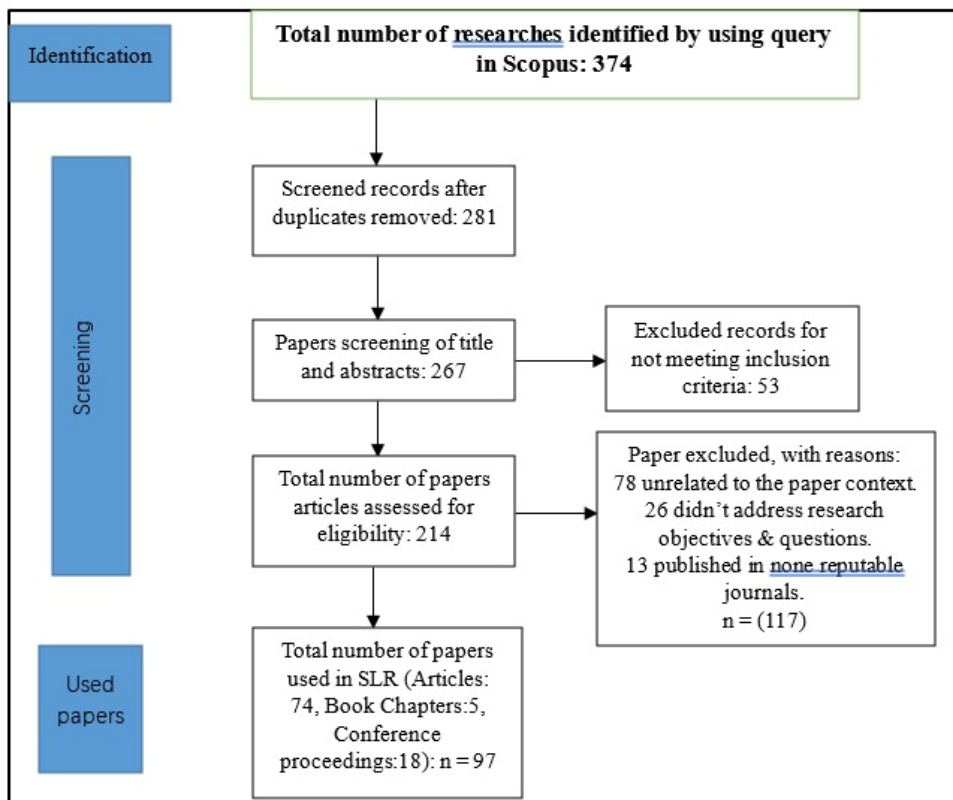 Identification
Total number of researches identified by using query
in Scopus: 374
Screening
Screened records after
duplicates removed: 281
Papers screening of title
and abstracts: 267
Excluded records for
not meeting inclusion
criteria: 53
Total number of papers
articles assessed for
eligibility: 214
Paper excluded, with reasons:
78 unrelated to the paper context.
26 didn’t address research
objectives & questions.
13 published in none reputable
journals.
n = (117)
Used
papers
Total number of papers
used in SLR (Articles:
74, Book Chapters:5,
Conference
proceedings:18): n = 97